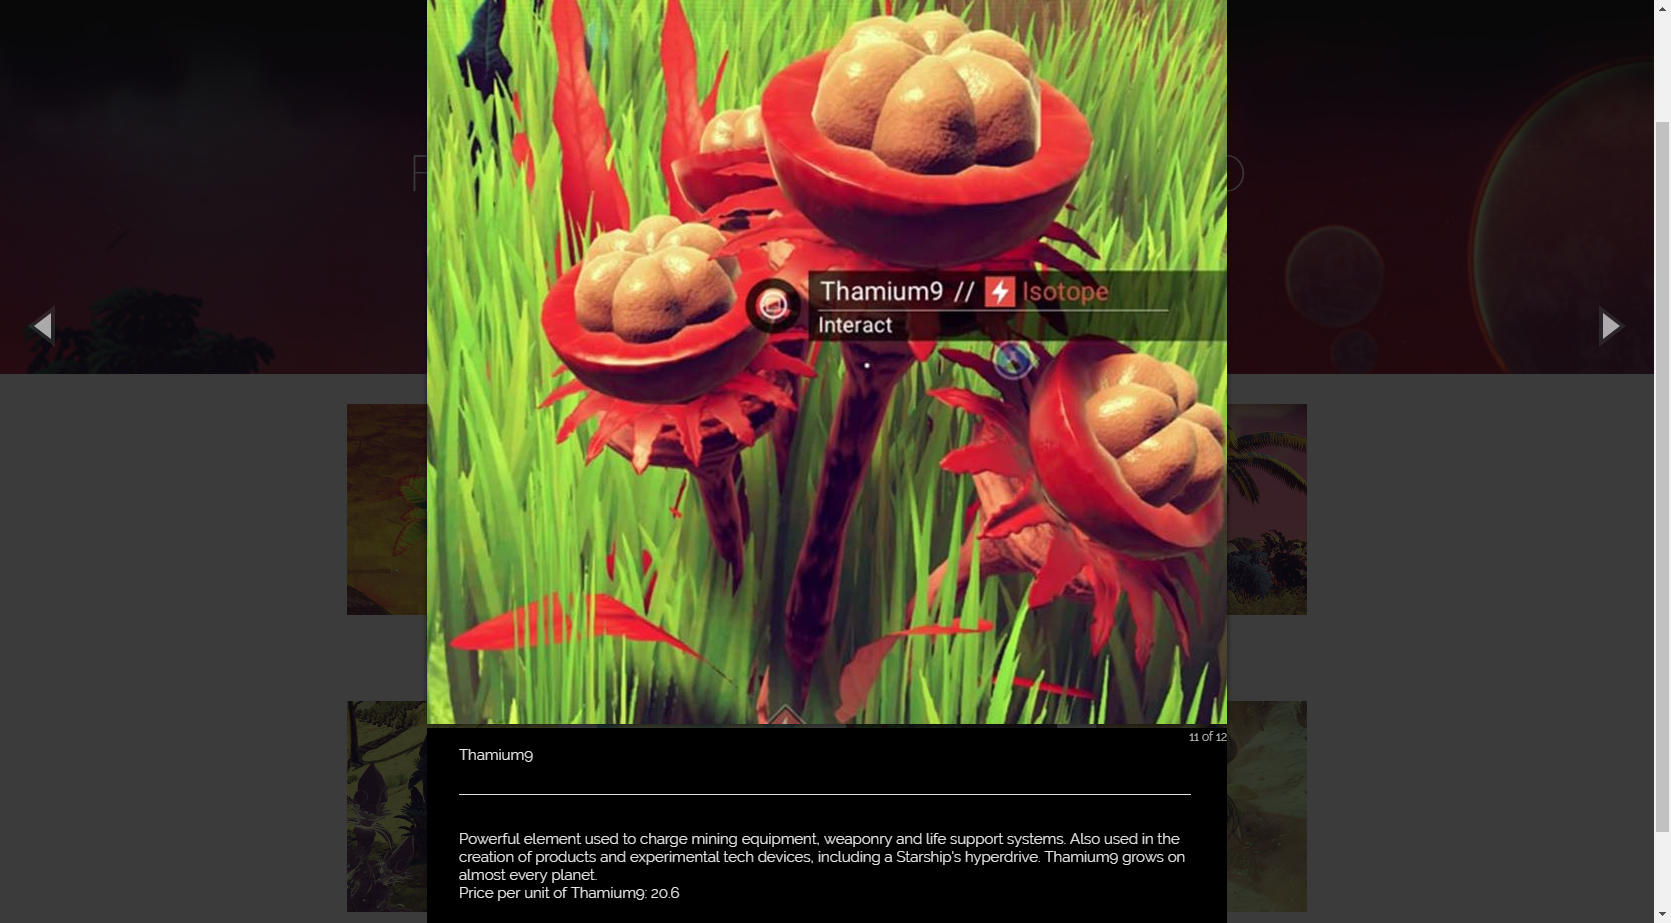 Thamium9 // Isotope
Interact
11 of 12
Thamium9
Powerful element used to charge mining equipment, weaponry and life support systems. Also used in the
creation of products and experimental tech devices, including a Starship's hyperdrive. Thamium9 grows on
almost every planet.
Price per unit of Thamium9: 20.6